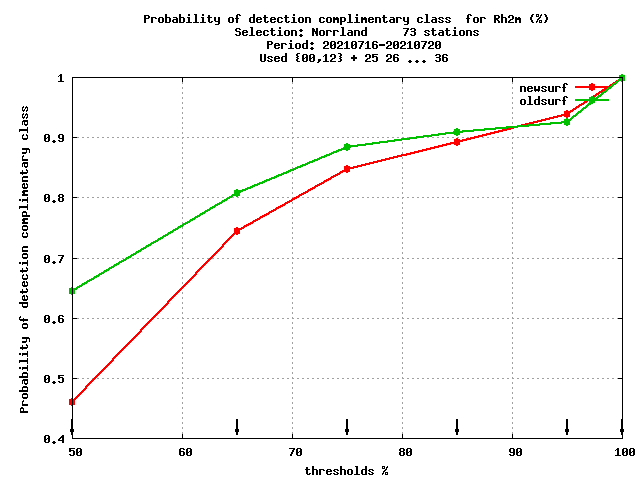 Probability of detection complimentary class  for Rh2m (%)
Selection: Norrland     73 stations
Period: 20210716-20210720
Used {00,12} + 25 26 ... 36
newsurf
oldsurf
Probability of detection complimentary class
1
0.9
0.8
0.7
0.6
0.5
0.4
50 60 70 80 90 100
thresholds %